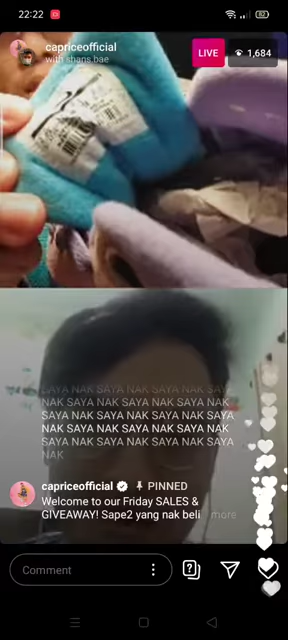 22:22
82
capriceofficial
with shans.bae
LIVE
1,684
SAYA NAK SAYA NAK SAYA NAK SAYA
NAK SAYA NAK SAYA NAK SAYA NAK
SAYA NAK SAYA NAK SAYA NAK SAYA
NAK SAYA NAK SAYA NAK SAYA NAK
SAYA NAK SAYA NAK SAYA NAK SAYA
NAK
capriceofficial PINNED
Welcome to our Friday SALES &
GIVEAWAY! Sape2 yang nak beli more
Comment